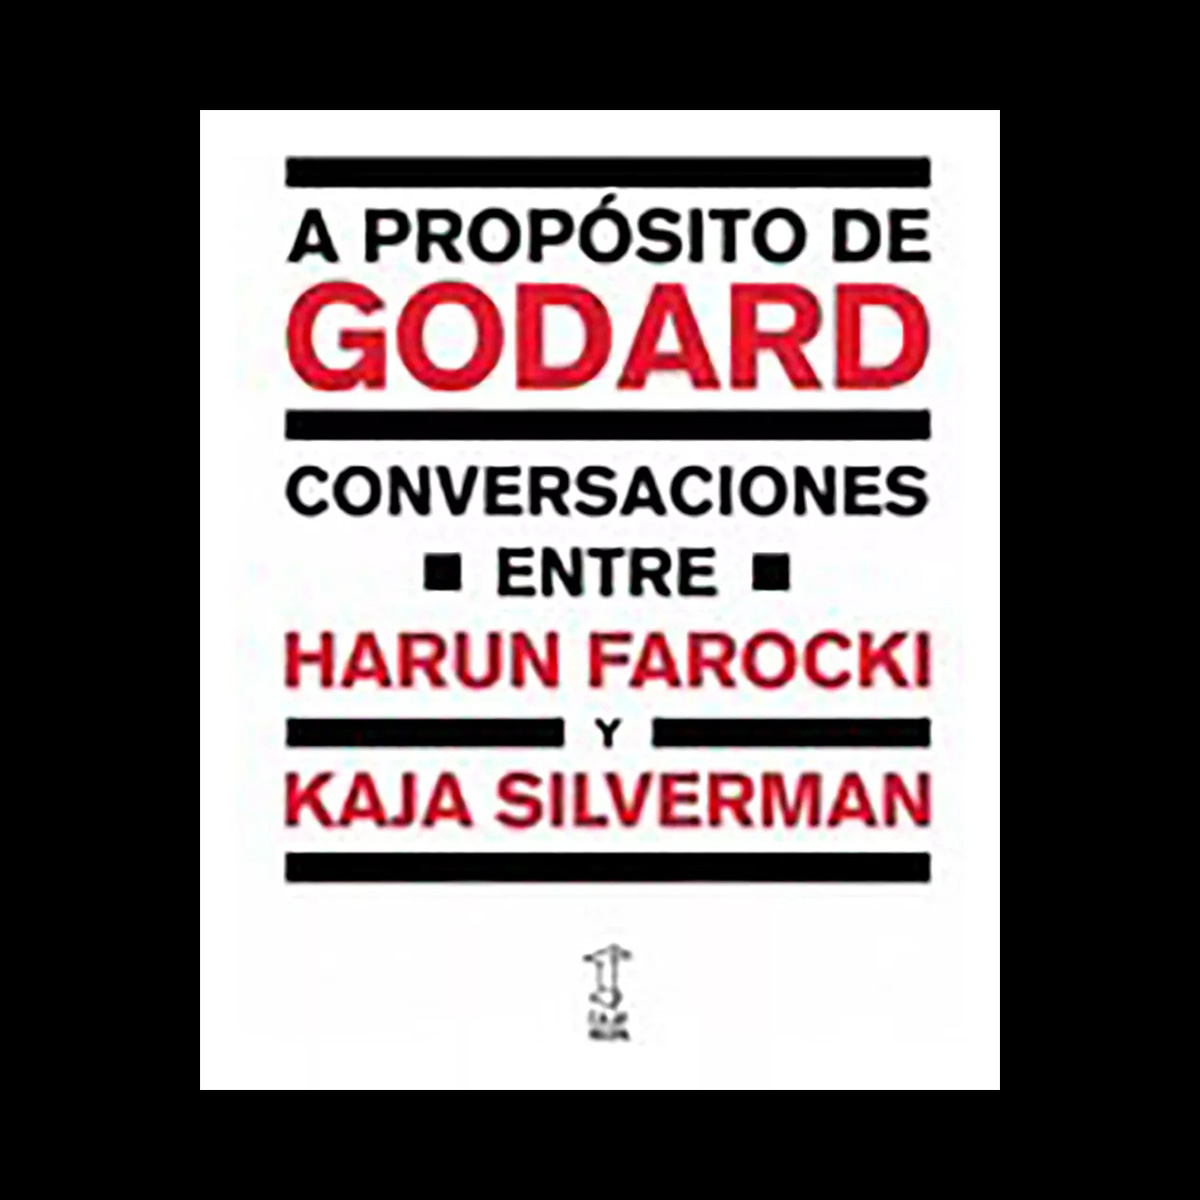 A PROPÓSITO DE
GODARD
CONVERSACIONES
ENTRE
HARUN FAROCKI
Y
KAJA SILVERMAN